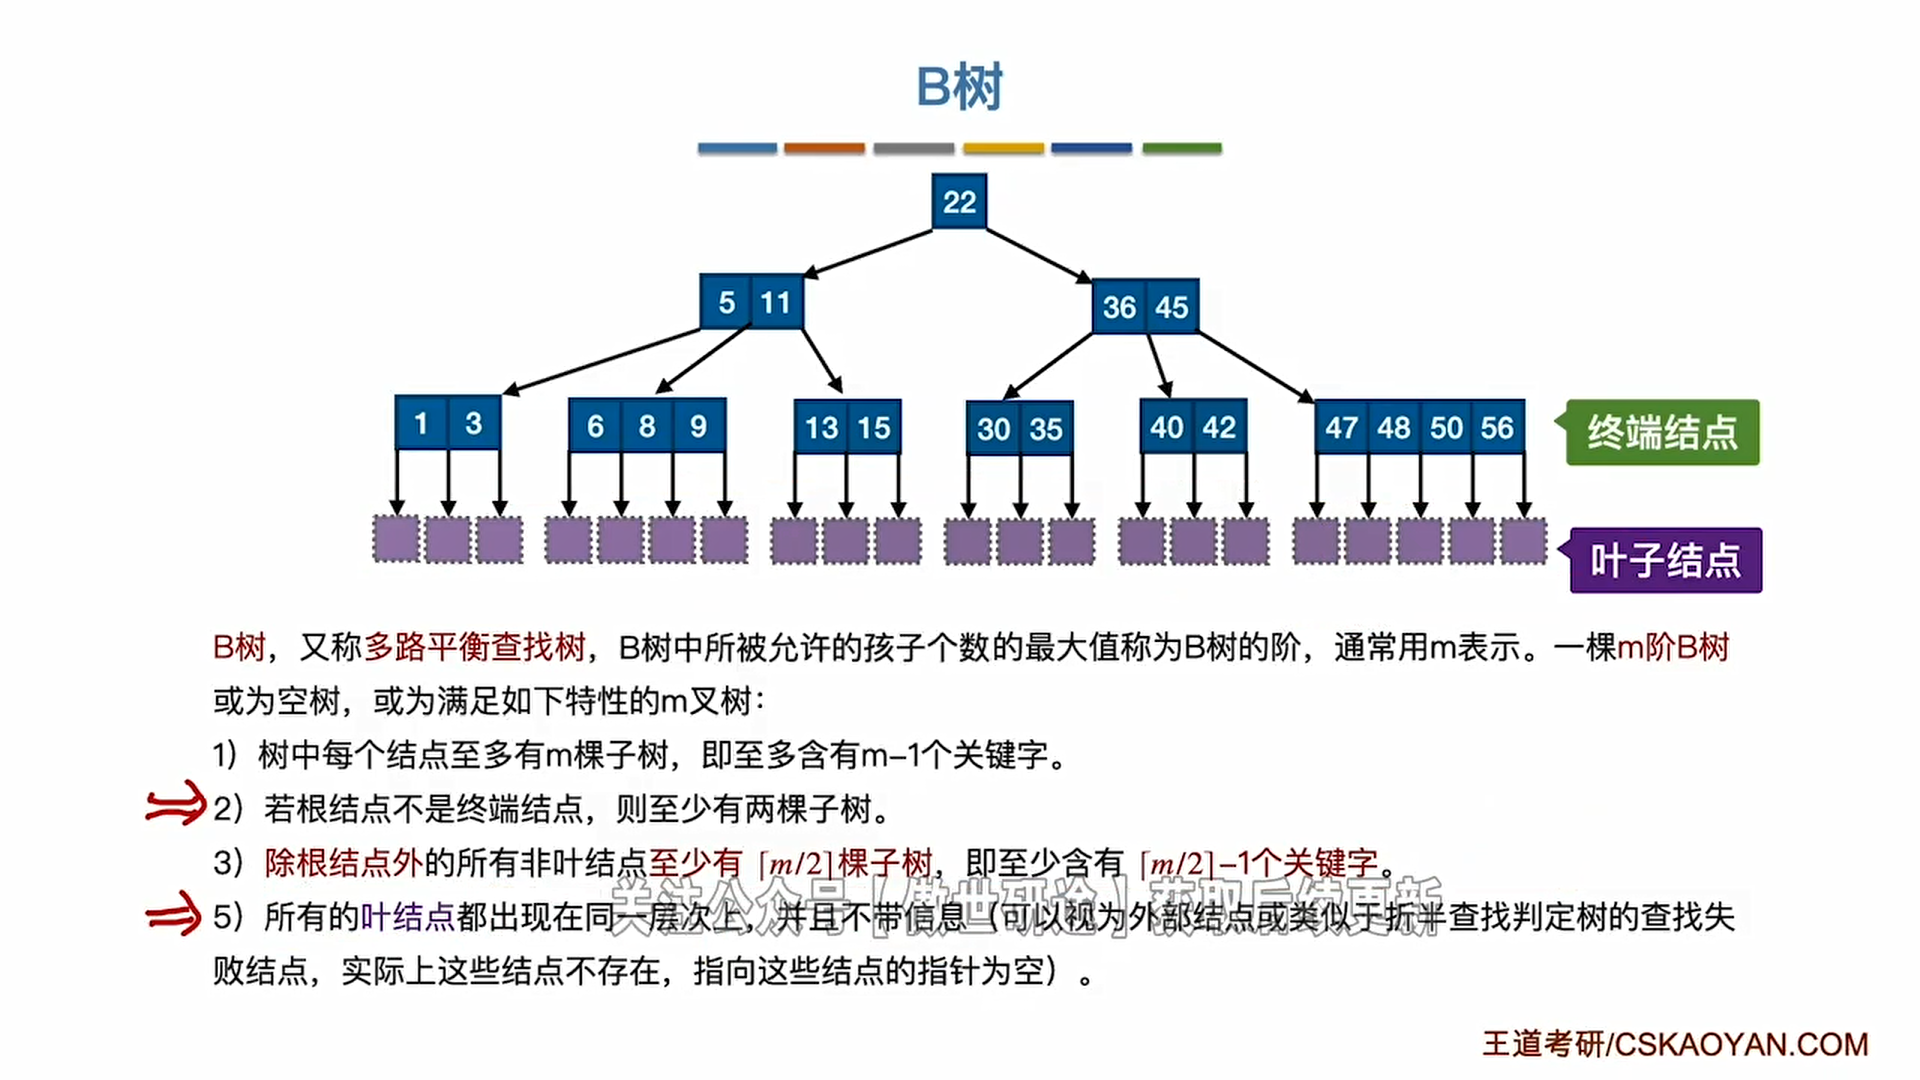 B树
22
5 11
36 45
1 3
6 8 9
13 15
30 35
40 42
47 48 50 56
终端结点
叶子结点
B树，又称多路平衡查找树，B树中所被允许的孩子个数的最大值称为B树的阶，通常用m表示。一棵m阶B树
或为空树，或为满足如下特性的m叉树：
1）树中每个结点至多有m棵子树，即至多含有m-1个关键字。
2）若根结点不是终端结点，则至少有两棵子树。
3）除根结点外的所有非叶结点至少有 ⌈m/2⌉棵子树，即至少含有 ⌈m/2⌉-1个关键字。
关注公众号【傲世研途】获取后续更新
5）所有的叶结点都出现在同一层次上，并且不带信息（可以视为外部结点或类似于折半查找判定树的查找失
败结点，实际上这些结点不存在，指向这些结点的指针为空）。
王道考研/CSKAOYAN.COM